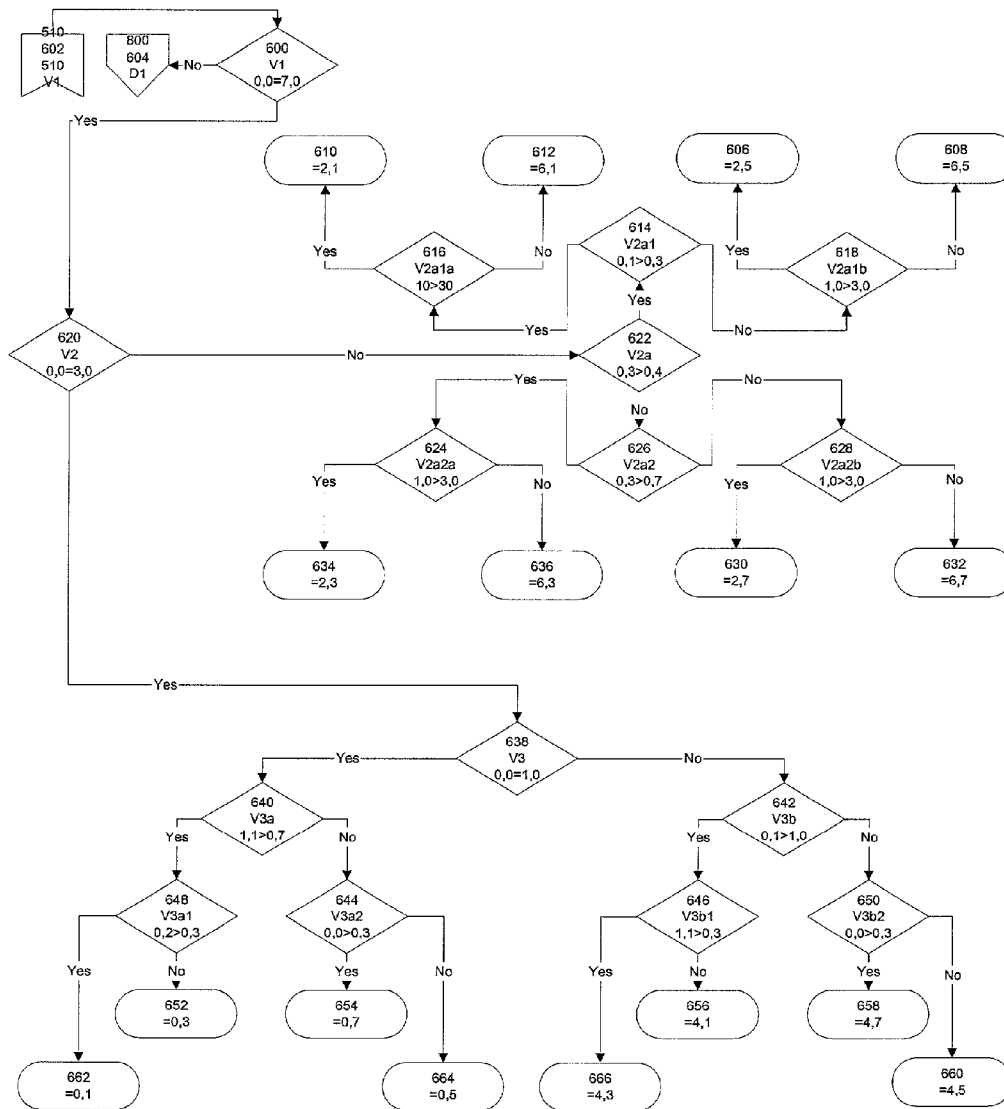 510
602
510
V1
800
604
D1
600
V1
0,0=7,0
No
Yes
610
=2,1
612
=6,1
606
=2,5
608
=6,5
616
V2a1a
10>30
Yes
No
614
V2a1
0,1>0,3
618
V2a1b
1,0>3,0
Yes
No
Yes
Yes
No
620
V2
0,0=3,0
No
622
V2a
0,3>0,4
Yes
No
No
624
V2a2a
1,0>3,0
626
V2a2
0,3>0,7
628
V2a2b
1,0>3,0
Yes
No
Yes
No
634
=2,3
636
=6,3
630
=2,7
632
=6,7
Yes
638
V3
0,0=1,0
Yes
No
640
V3a
1,1>0,7
642
V3b
0,1>1,0
Yes
No
Yes
No
648
V3a1
0,2>0,3
644
V3a2
0,0>0,3
646
V3b1
1,1>0,3
650
V3b2
0,0>0,3
Yes
No
Yes
No
Yes
No
Yes
No
652
=0,3
654
=0,7
656
=4,1
658
=4,7
662
=0,1
664
=0,5
666
=4,3
660
=4,5